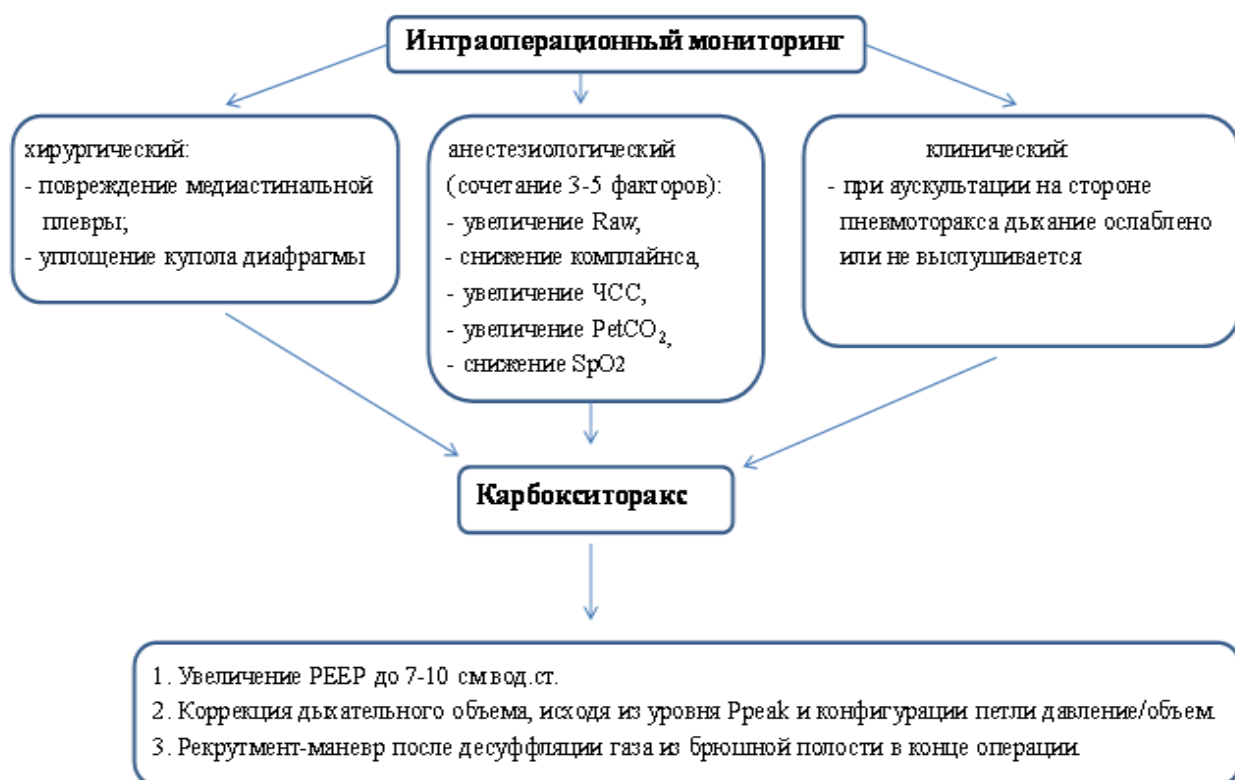 Интраоперационный мониторинг
хирургический:
- повреждение медиастинальной
плевры;
- уплощение купола диафрагмы
анестезиологический
(сочетание 3-5 факторов):
- увеличение Raw,
- снижение комплайнса,
- увеличение ЧСС,
- увеличение PetCO₂,
- снижение SpO2
клинический:
- при аускультации на стороне
пневмоторакса дыхание ослаблено
или не выслушивается
Карбокситоракс
1. Увеличение PEEP до 7-10 см вод.ст.
2. Коррекция дыхательного объема, исходя из уровня Ppeak и конфигурации петли давление/объем.
3. Рекрутмент-маневр после десуффляции газа из брюшной полости в конце операции.